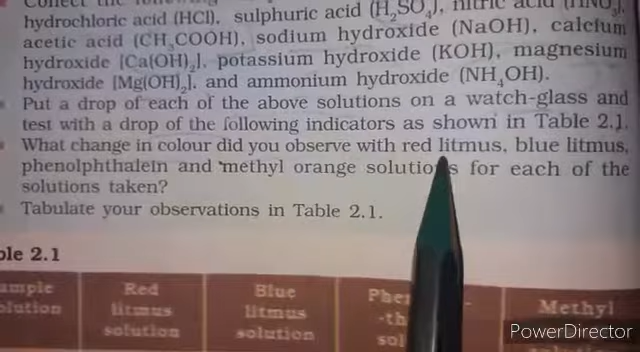 hydrochloric acid (HCl), sulphuric acid (H₂SO₄), nitric acid (HNO₃),
acetic acid (CH₃COOH), sodium hydroxide (NaOH), calcium
hydroxide [Ca(OH)₂], potassium hydroxide (KOH), magnesium
hydroxide [Mg(OH)₂], and ammonium hydroxide (NH₄OH).
Put a drop of each of the above solutions on a watch-glass and
test with a drop of the following indicators as shown in Table 2.1.
What change in colour did you observe with red litmus, blue litmus,
phenolphthalein and methyl orange solutions for each of the
solutions taken?
Tabulate your observations in Table 2.1.
ble 2.1
ample Red Blue Phe -
olution litmus litmus -th Methyl
solution solution sol
PowerDirector